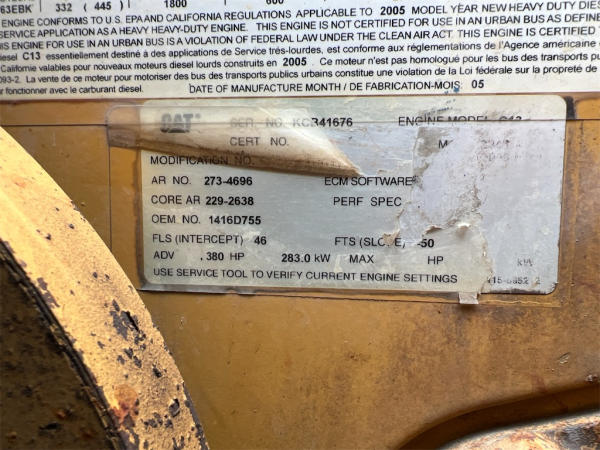 63EBK 332 ( 445 ) 1800 600
ENGINE CONFORMS TO U.S. EPA AND CALIFORNIA REGULATIONS APPLICABLE TO 2005 MODEL YEAR NEW HEAVY DUTY DIES
SERVICE APPLICATION AS A HEAVY HEAVY-DUTY ENGINE. THIS ENGINE IS NOT CERTIFIED FOR USE IN AN URBAN BUS AS DEFINE
THIS ENGINE FOR USE IN AN URBAN BUS IS A VIOLATION OF FEDERAL LAW UNDER THE CLEAN AIR ACT. THIS ENGINE IS CERTIFIED
diesel C13 essentiellement destiné à des applications de Service très-lourdes, est conforme aux réglementations de l'Agence américaine
Californie valables pour nouveaux moteurs diesel lourds construits en 2005 . Ce moteur n'est pas homologué pour les bus des transports pu
093-2. La vente de ce moteur pour motoriser des bus des transports publics urbains constitue une violation de la Loi fédérale sur la propreté de
fonctionner avec le carburant diesel. DATE OF MANUFACTURE MONTH / DE FABRICATION-MOIS: 05
CAT SER. NO. KCB41676 ENGINE MODEL C13
CERT NO.
MODIFICATION NO.
AR NO. 273-4696 ECM SOFTWARE
CORE AR 229-2638 PERF SPEC
OEM NO. 1416D755
FLS (INTERCEPT) 46 FTS (SLOPE) -50
ADV . 380 HP 283.0 kW MAX HP kW
USE SERVICE TOOL TO VERIFY CURRENT ENGINE SETTINGS